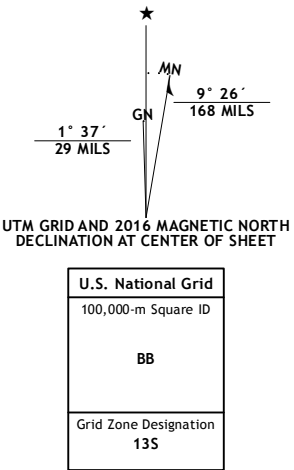 ★
MN
GN
9° 26´
168 MILS
1° 37´
29 MILS
UTM GRID AND 2016 MAGNETIC NORTH
DECLINATION AT CENTER OF SHEET
U.S. National Grid
100,000-m Square ID
BB
Grid Zone Designation
13S